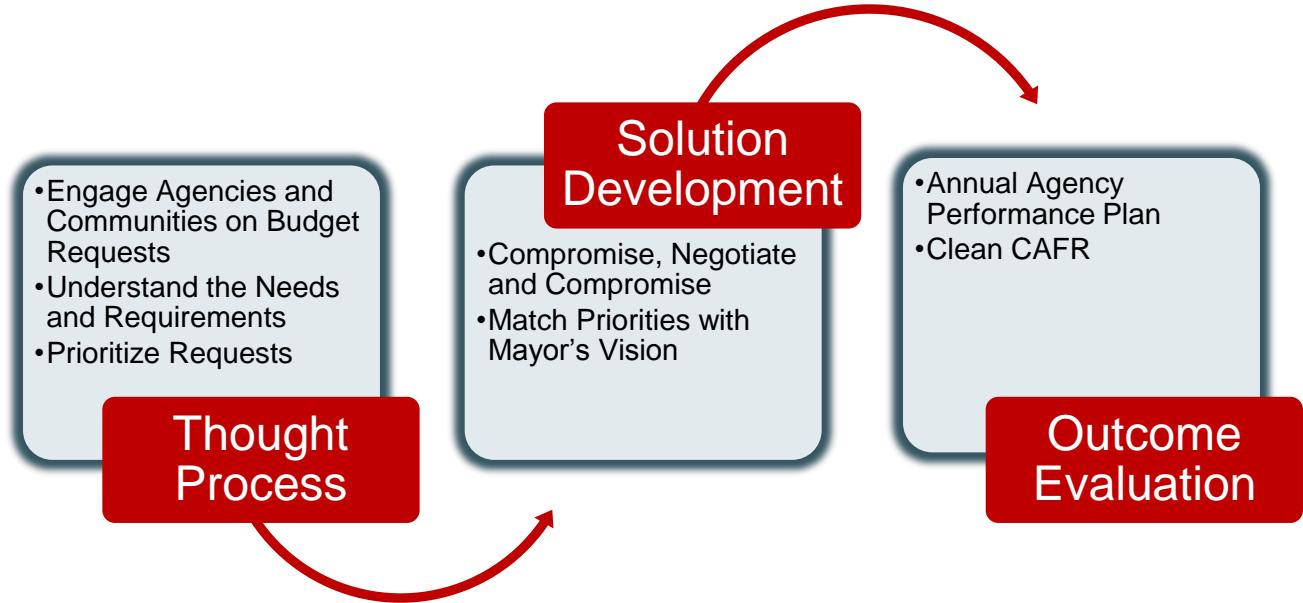 •Engage Agencies and
Communities on Budget
Requests
•Understand the Needs
and Requirements
•Prioritize Requests
Thought
Process
Solution
Development
•Compromise, Negotiate
and Compromise
•Match Priorities with
Mayor’s Vision
•Annual Agency
Performance Plan
•Clean CAFR
Outcome
Evaluation